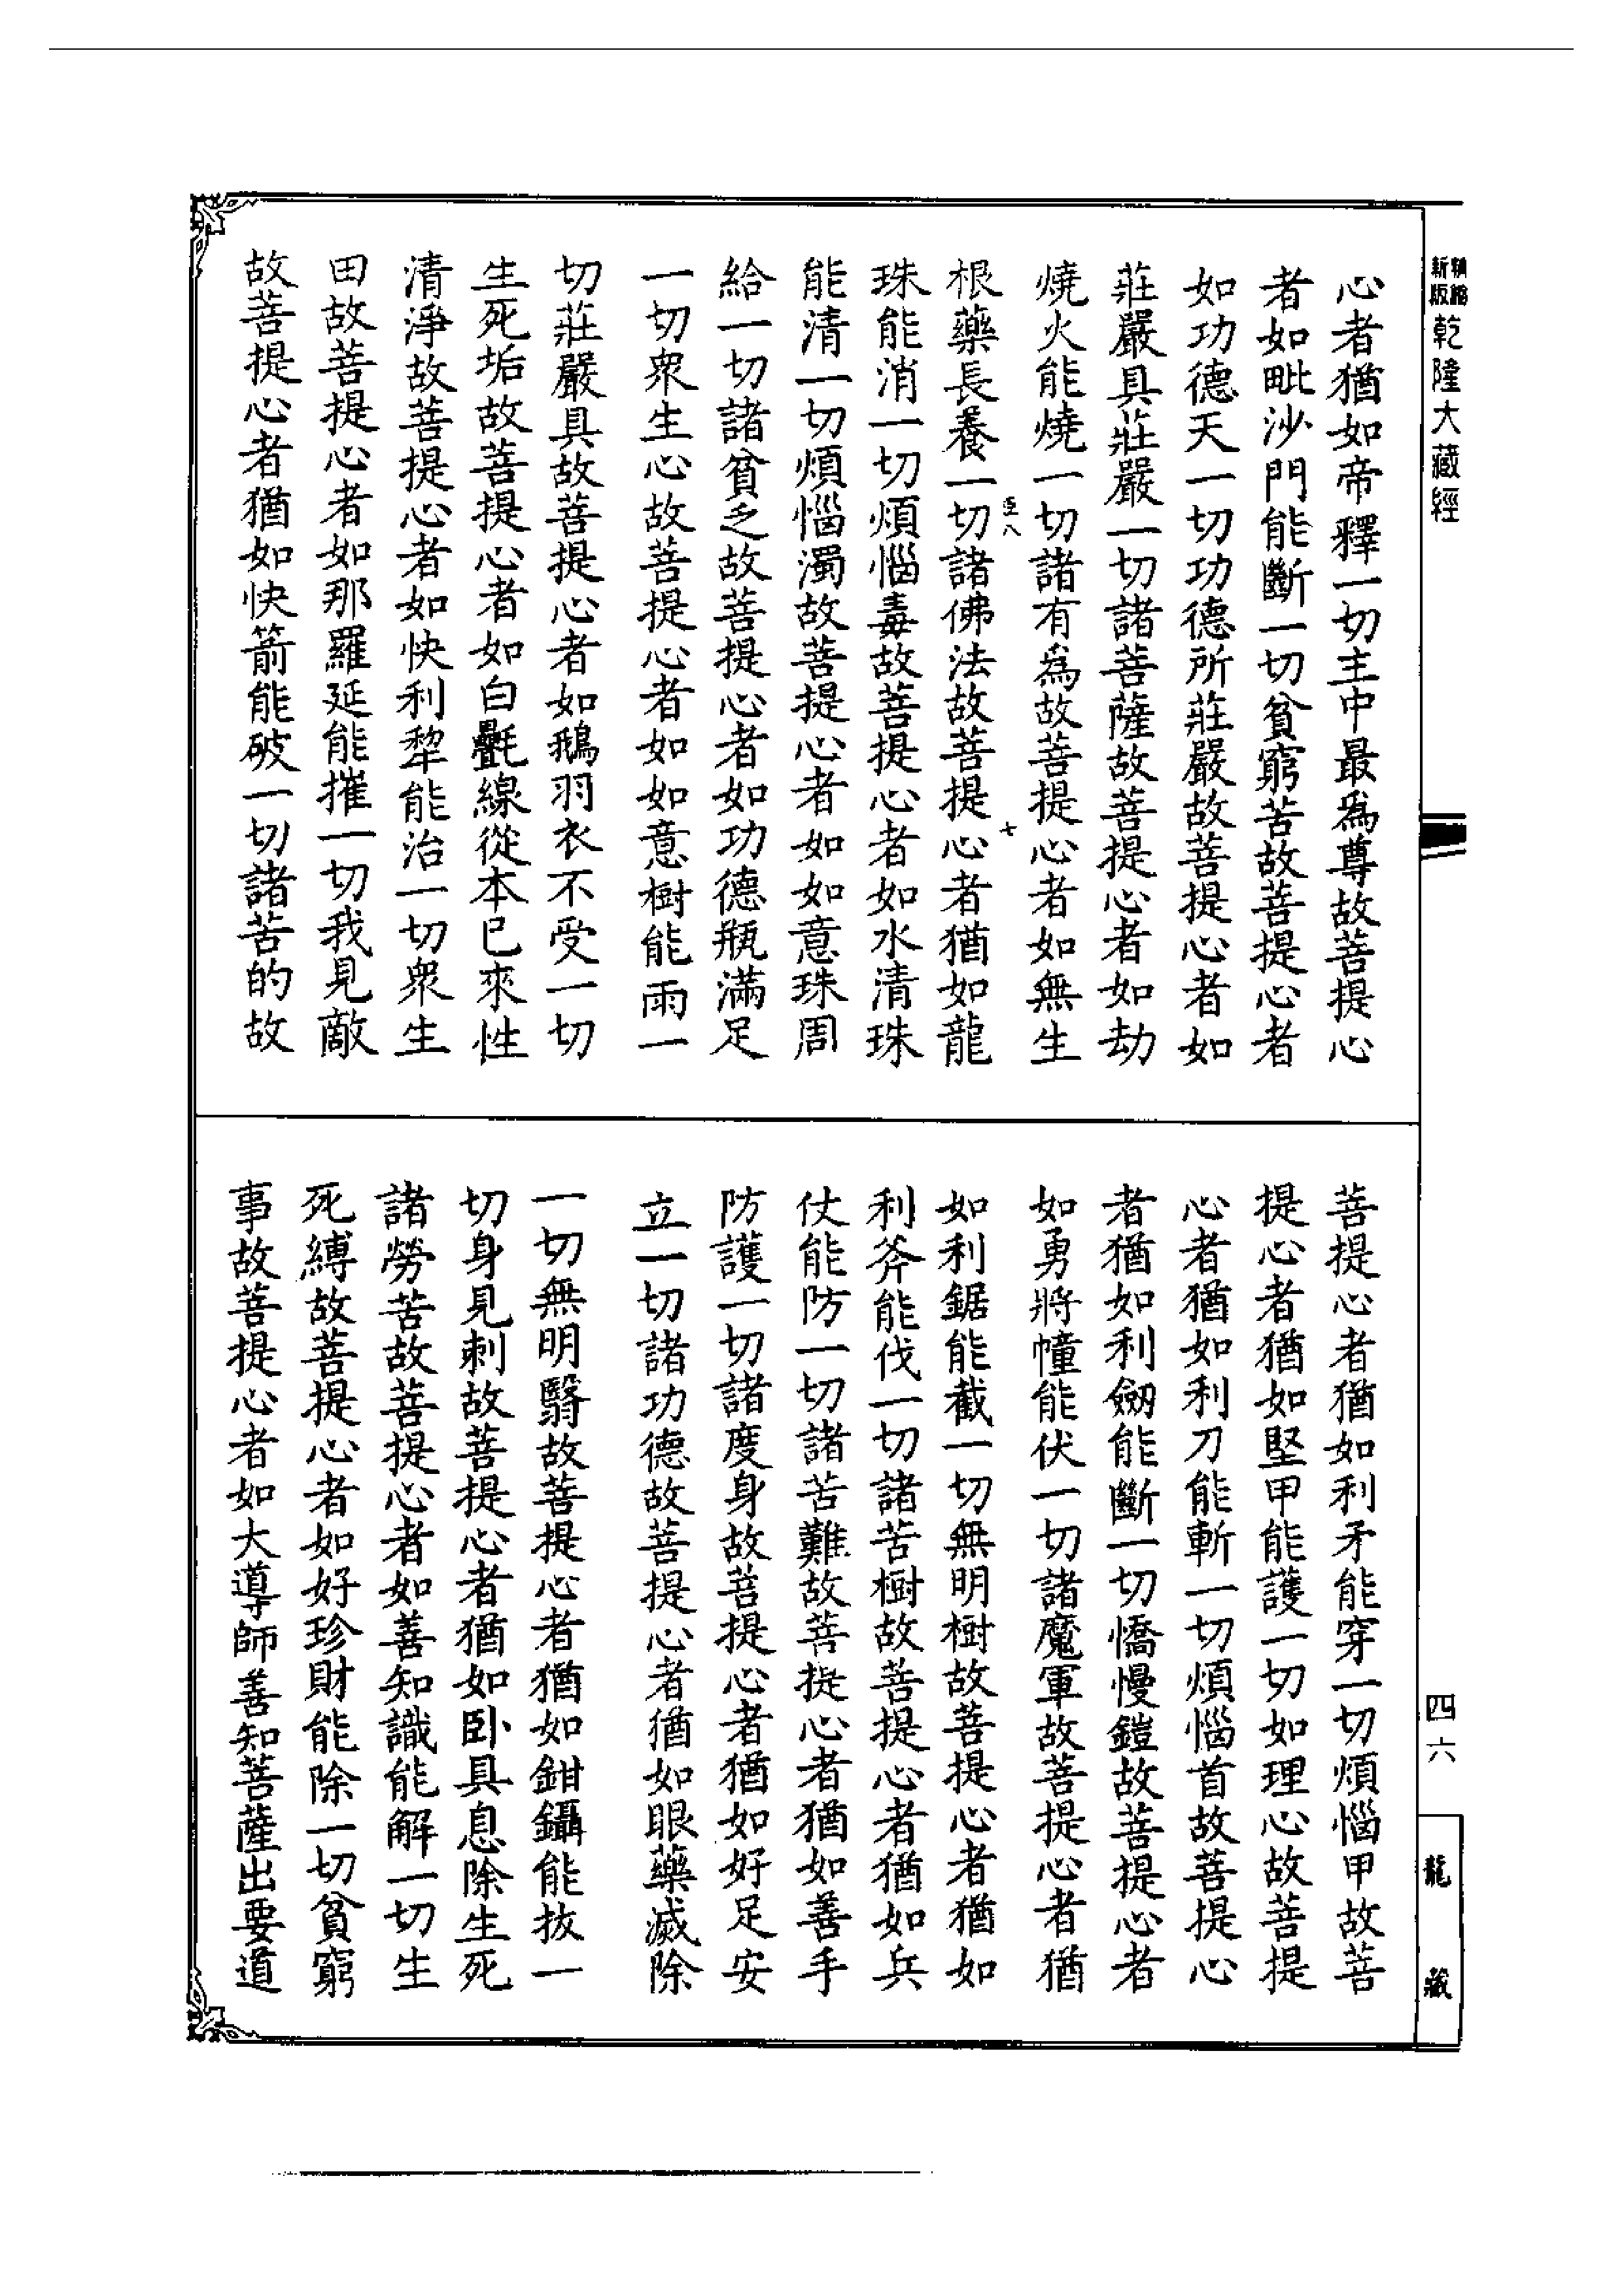 新版
乾隆大藏經
心者猶如帝釋一切主中最為尊故菩提心
者如毗沙門能斷一切貧窮苦故菩提心者
如功德天一切功德所莊嚴故菩提心者如
莊嚴具莊嚴一切諸菩薩故菩提心者如劫
燒火能燒一切諸有為故菩提心者如無生
根藥長養一切諸佛法故菩提心者猶如龍
珠能消一切煩惱毒故菩提心者如水清珠
能清一切煩惱濁故菩提心者如如意珠周
給一切諸貧乏故菩提心者如功德瓶滿足
一切眾生心故菩提心者如如意樹能雨一
切莊嚴具故菩提心者如鵝羽衣不受一切
生死垢故菩提心者如白㲲線從本已來性
清淨故菩提心者如快利犂能治一切眾生
田故菩提心者如那羅延能摧一切我見敵
故菩提心者猶如快箭能破一切諸苦的故
菩提心者猶如利矛能穿一切煩惱甲故菩
提心者猶如堅甲能護一切如理心故菩提
心者猶如利刀能斬一切煩惱首故菩提心
者猶如利劒能斷一切憍慢鎧故菩提心者
如勇將幢能伏一切諸魔軍故菩提心者猶
如利鋸能截一切無明樹故菩提心者猶如
利斧能伐一切諸苦樹故菩提心者猶如兵
仗能防一切諸苦難故菩提心者猶如善手
防護一切諸度身故菩提心者猶如好足安
立一切諸功德故菩提心者猶如眼藥滅除
一切無明翳故菩提心者猶如鉗鑷能拔一
切身見刺故菩提心者猶如臥具息除生死
諸勞苦故菩提心者如善知識能解一切生
死縛故菩提心者如好珍財能除一切貧窮
事故菩提心者如大導師善知菩薩出要道
七
四六
龍藏